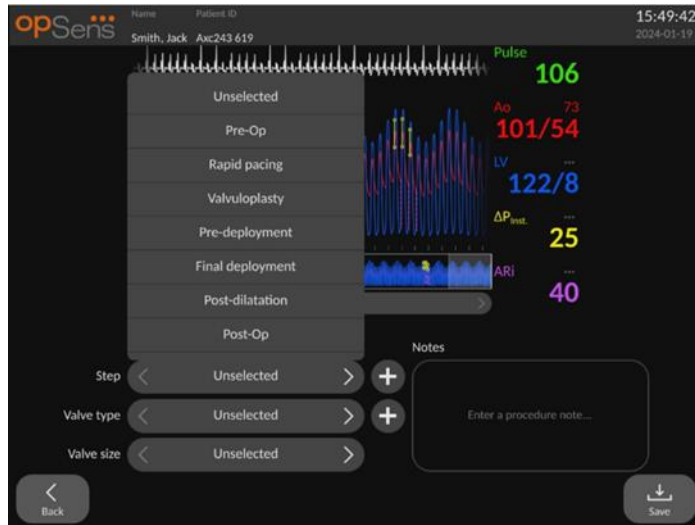 opSens
Name Patient ID
Smith, Jack Axc243 619
15:49:42
2024-01-19
Pulse
106
Ao 73
101/54
LV ---
122/8
ΔPInst. ---
25
ARi ---
40
Unselected
Pre-Op
Rapid pacing
Valvuloplasty
Pre-deployment
Final deployment
Post-dilatation
Post-Op
Step < Unselected > +
Valve type < Unselected > +
Valve size < Unselected >
Notes
Enter a procedure note...
Back
Save